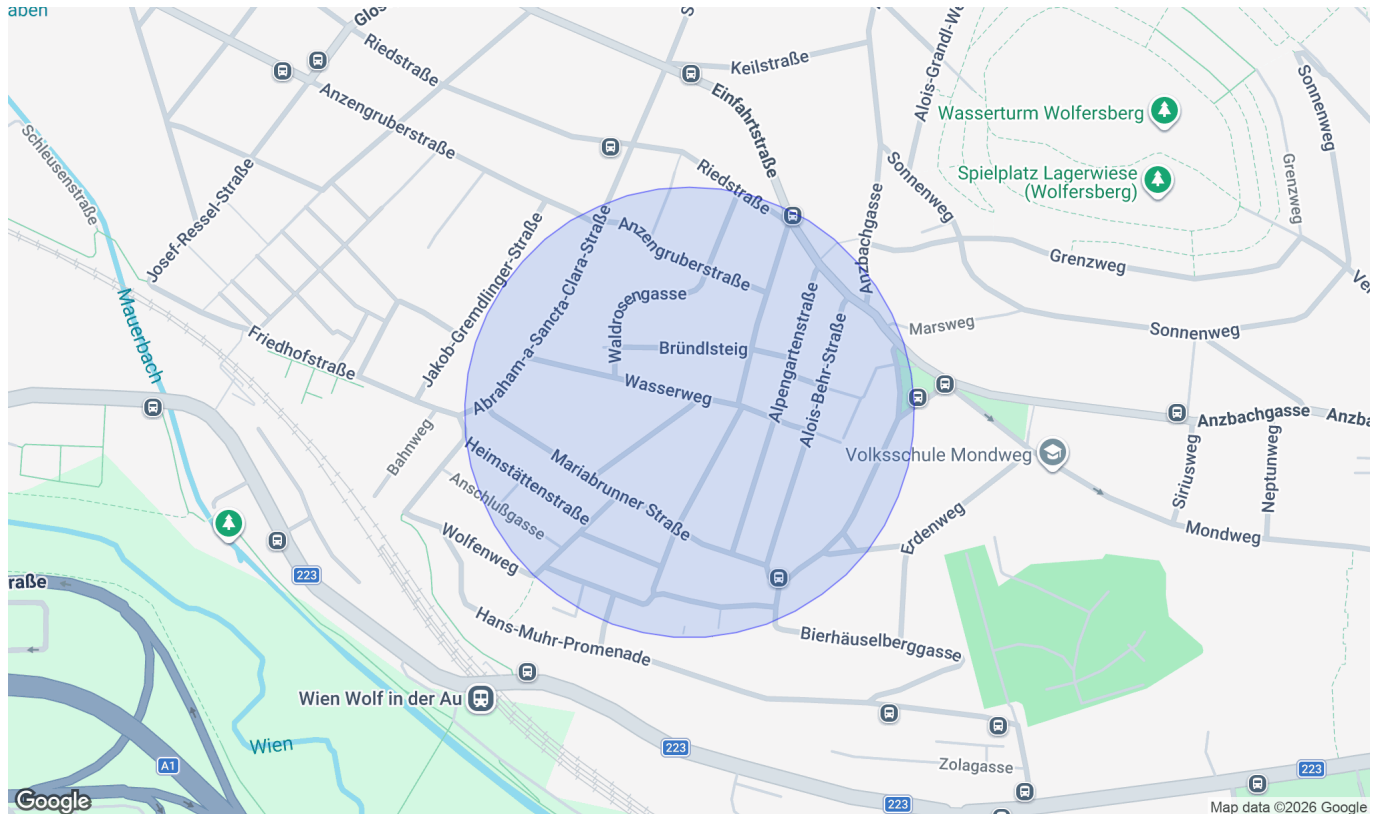 aben
Glos
S
Riedstraße
Keilstraße
Alois-Grandl-We
Sonnenweg
Anzengruberstraße
Einfahrtstraße
Wasserturm Wolfersberg
Schleusenstraße
Riedstraße
Sonnenweg
Spielplatz Lagerwiese
(Wolfersberg)
Grenzweg
Josef-Ressel-Straße
Jakob-Gremdlinger-Straße
Abraham-a-Sancta-Clara-Straße
Anzengruberstraße
Anzbachgasse
Grenzweg
Ve
Mauerbach
Waldrosengasse
Alpengartenstraße
Alois-Behr-Straße
Marsweg
Sonnenweg
Friedhofstraße
Bründlsteig
Wasserweg
Anzbachgasse
Anzba
Bahnweg
Heimstättenstraße
Mariabrunner Straße
Volksschule Mondweg
Siriusweg
Neptunweg
Anschlußgasse
Wolfenweg
Erdenweg
Mondweg
raße
223
Hans-Muhr-Promenade
Bierhäuselberggasse
Wien Wolf in der Au
Wien
223
A1
Zolagasse
223
223
Google
Map data ©2026 Google